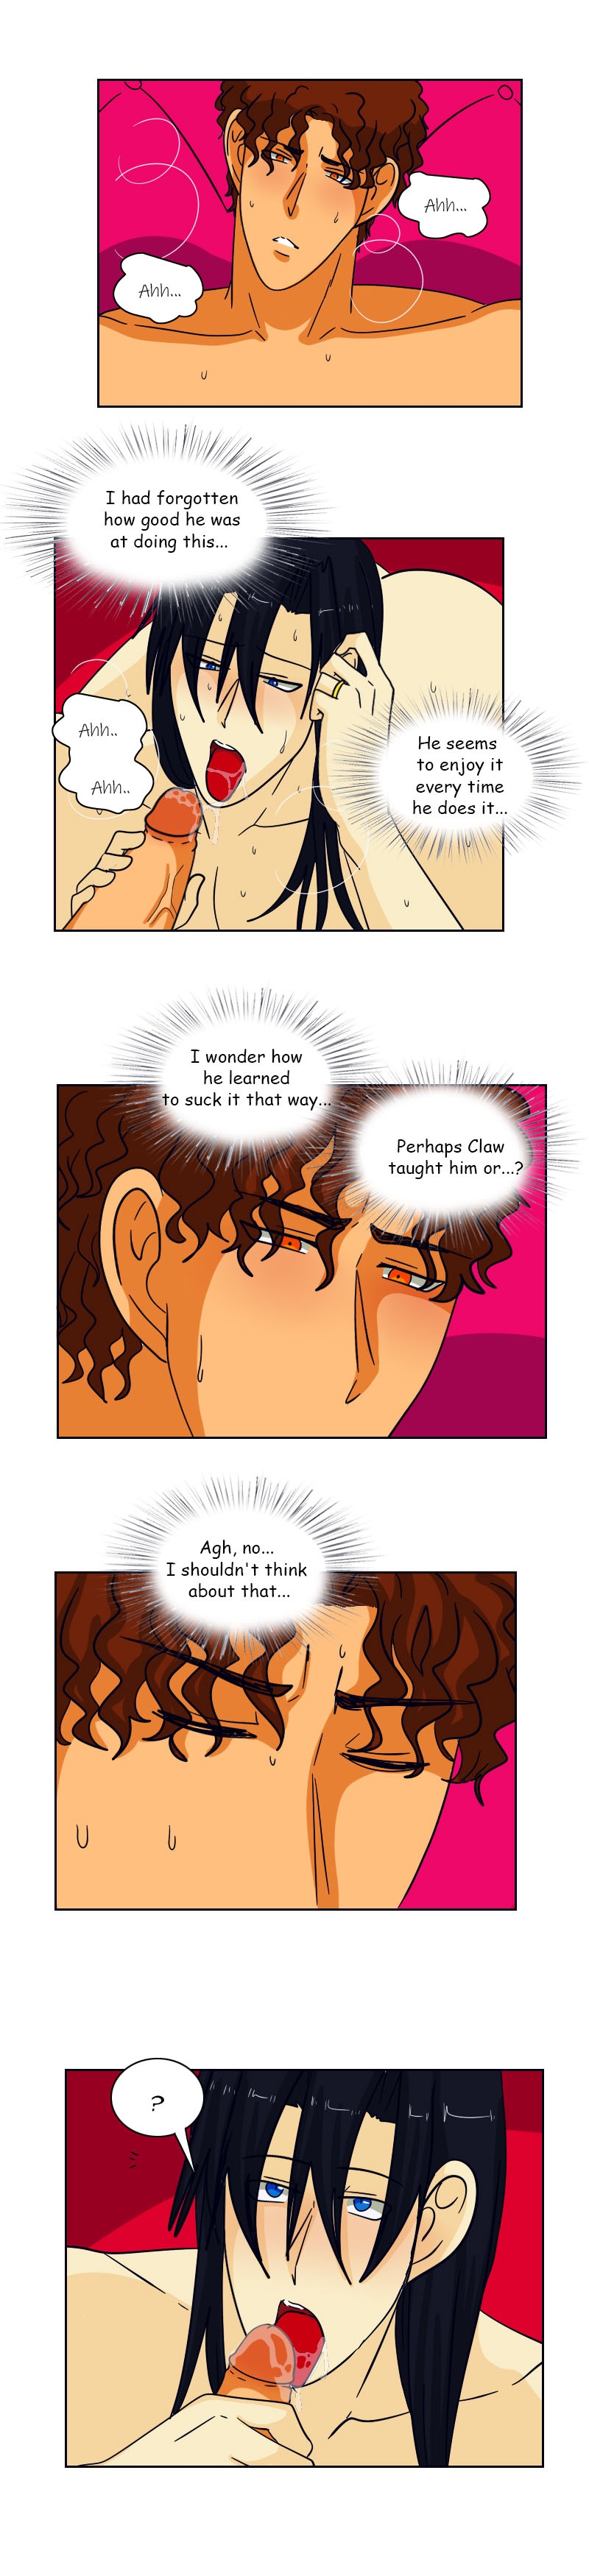 Ahh...
Ahh...
I had forgotten
how good he was
at doing this...
Ahh..
Ahh..
He seems
to enjoy it
every time
he does it...
I wonder how
he learned
to suck it that way...
Perhaps Claw
taught him or...?
Agh, no...
I shouldn't think
about that...
?